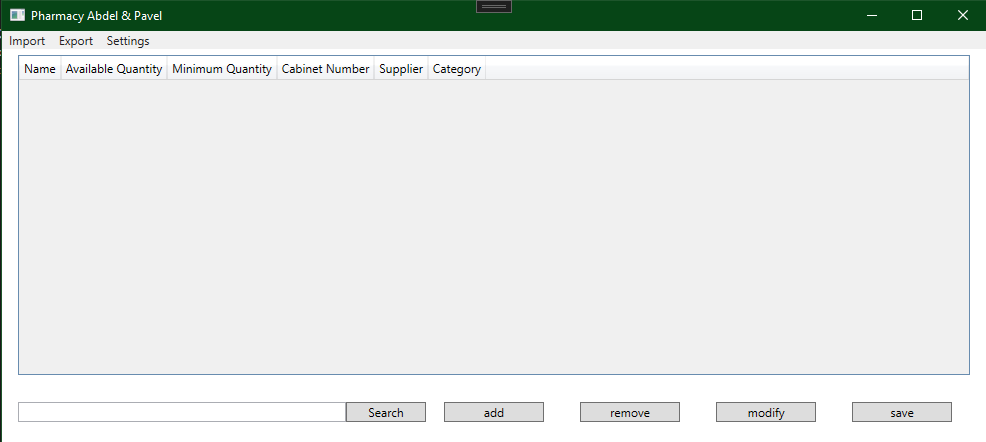 Pharmacy Abdel & Pavel
Import Export Settings
Name Available Quantity Minimum Quantity Cabinet Number Supplier Category
Search add remove modify save